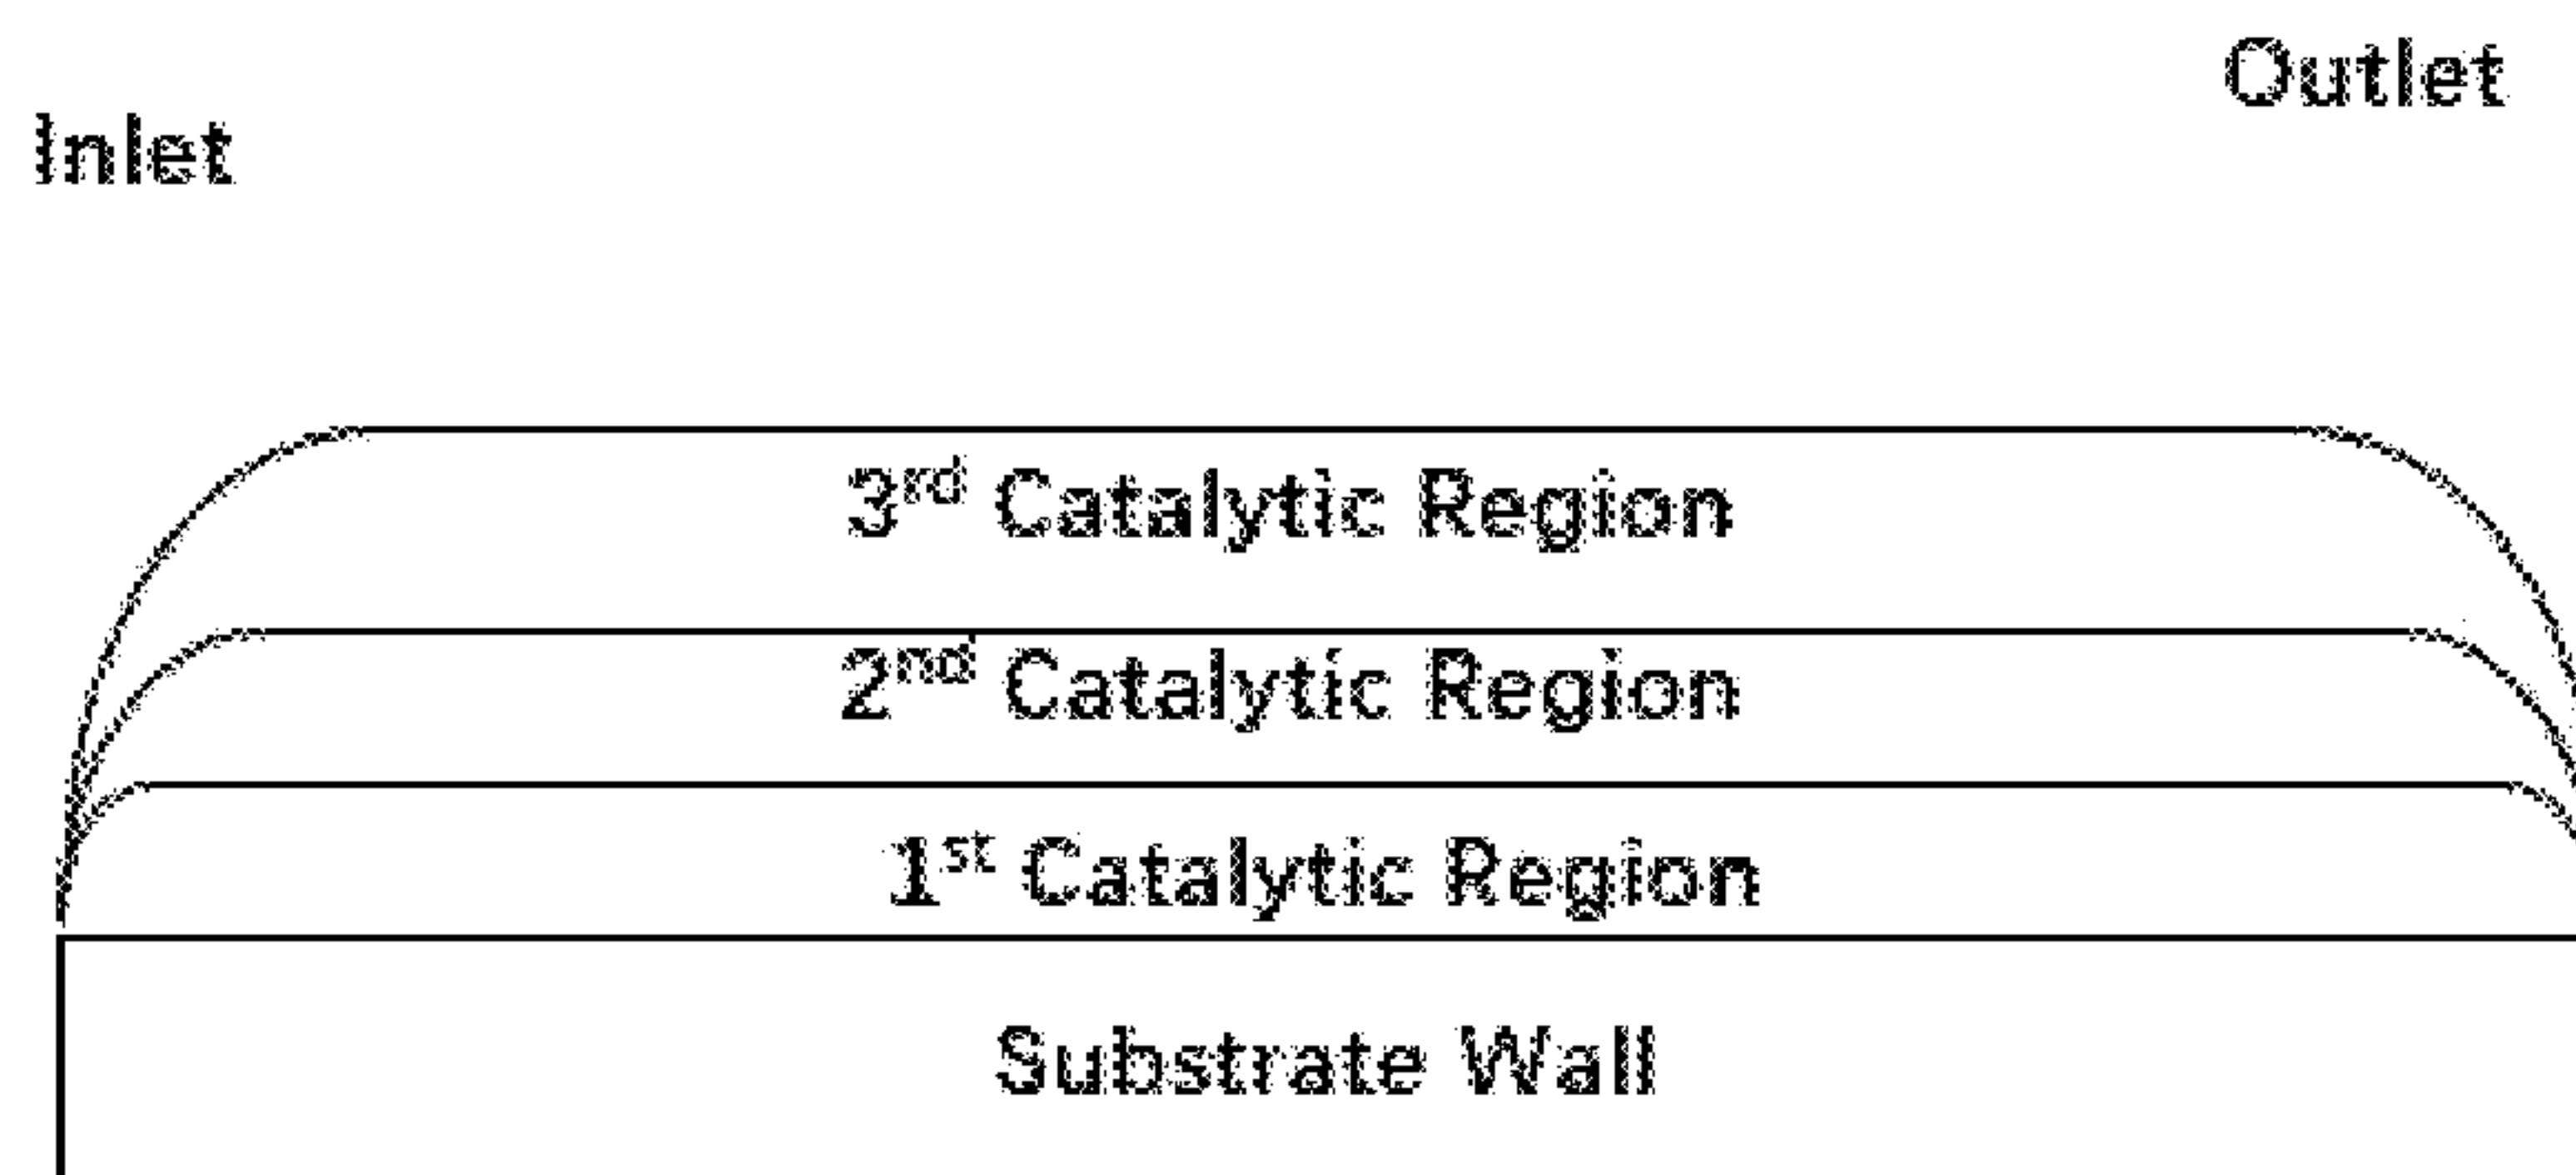 Outlet
Inlet
3rd Catalytic Region
2nd Catalytic Region
1st Catalytic Region
Substrate Wall